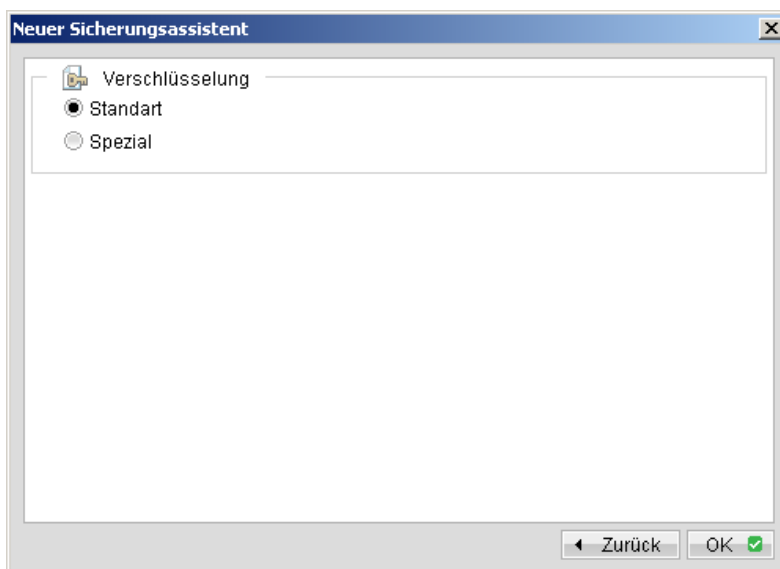 Neuer Sicherungsassistent
Verschlüsselung
Standart
Spezial
Zurück
OK